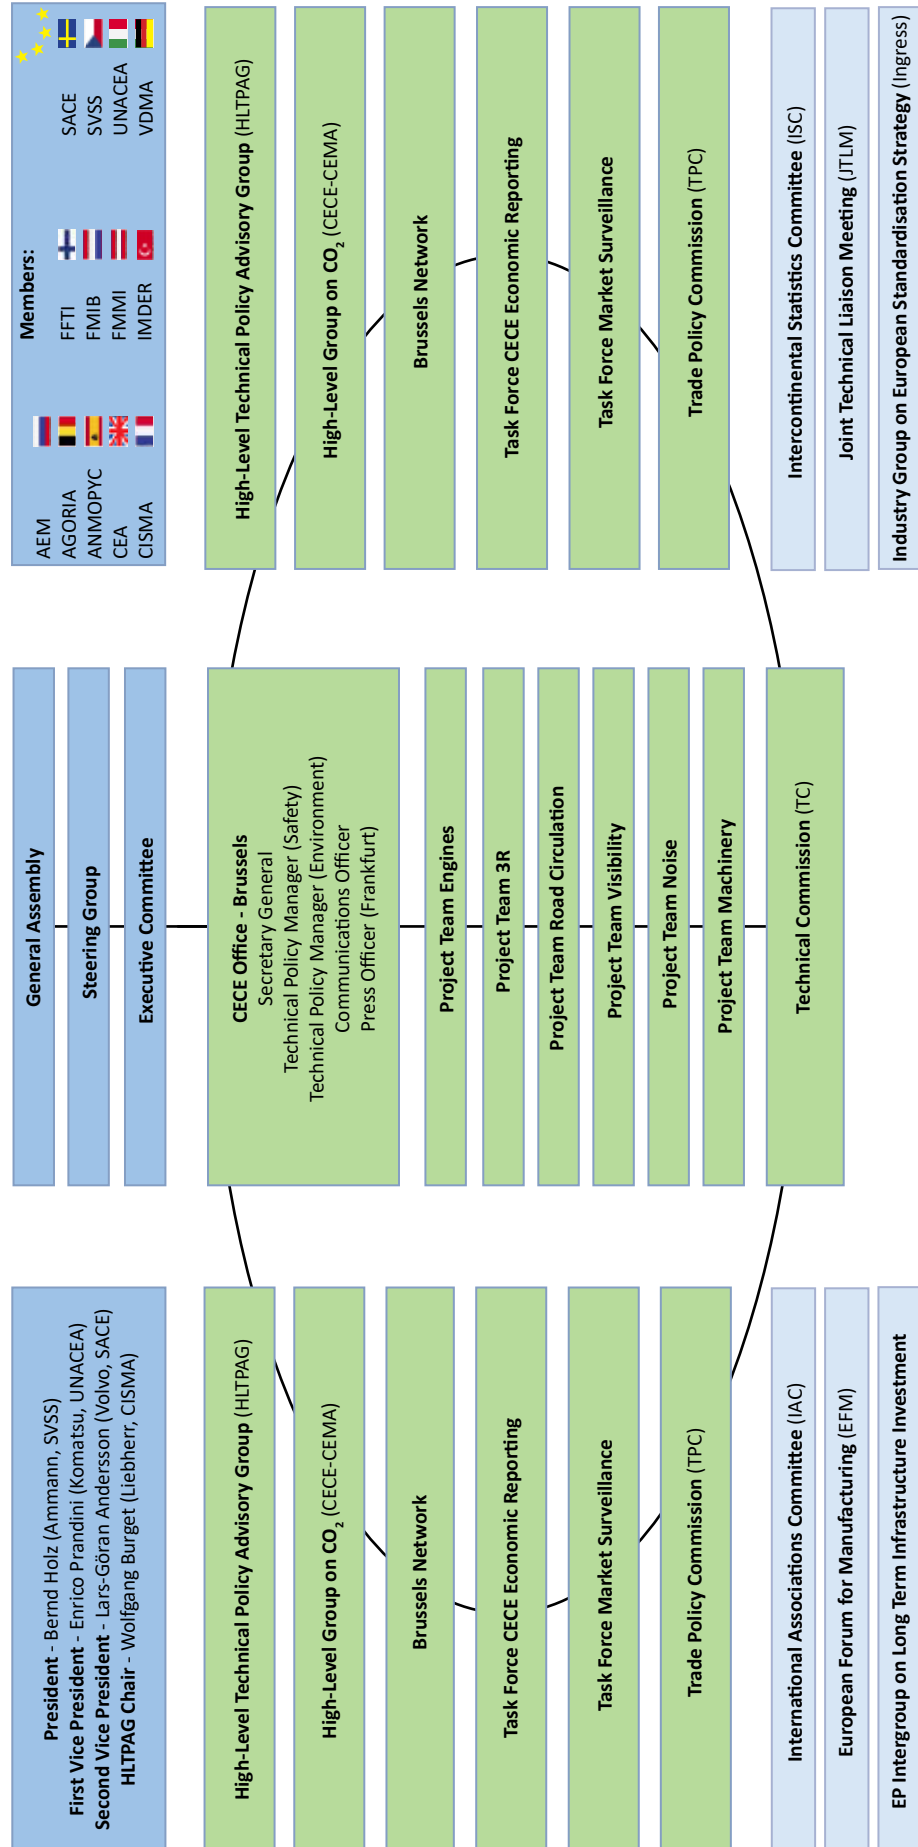 President - Bernd Holz (Ammann, SVSS)
First Vice President - Enrico Prandini (Komatsu, UNACEA)
Second Vice President - Lars-Göran Andersson (Volvo, SACE)
HLTPAG Chair - Wolfgang Burget (Liebherr, CISMA)
General Assembly
Steering Group
Executive Committee
Members:
AEM
AGORIA
ANMOPYC
CEA
CISMA
FFTI
FMIB
FMMI
IMDER
SACE
SVSS
UNACEA
VDMA
High-Level Technical Policy Advisory Group (HLTPAG)
High-Level Group on CO₂ (CECE-CEMA)
Brussels Network
Task Force CECE Economic Reporting
Task Force Market Surveillance
Trade Policy Commission (TPC)
CECE Office - Brussels
Secretary General
Technical Policy Manager (Safety)
Technical Policy Manager (Environment)
Communications Officer
Press Officer (Frankfurt)
Project Team Engines
Project Team 3R
Project Team Road Circulation
Project Team Visibility
Project Team Noise
Project Team Machinery
Technical Commission (TC)
High-Level Technical Policy Advisory Group (HLTPAG)
High-Level Group on CO₂ (CECE-CEMA)
Brussels Network
Task Force CECE Economic Reporting
Task Force Market Surveillance
Trade Policy Commission (TPC)
International Associations Committee (IAC)
European Forum for Manufacturing (EFM)
EP Intergroup on Long Term Infrastructure Investment
Intercontinental Statistics Committee (ISC)
Joint Technical Liaison Meeting (JTLM)
Industry Group on European Standardisation Strategy (Ingress)